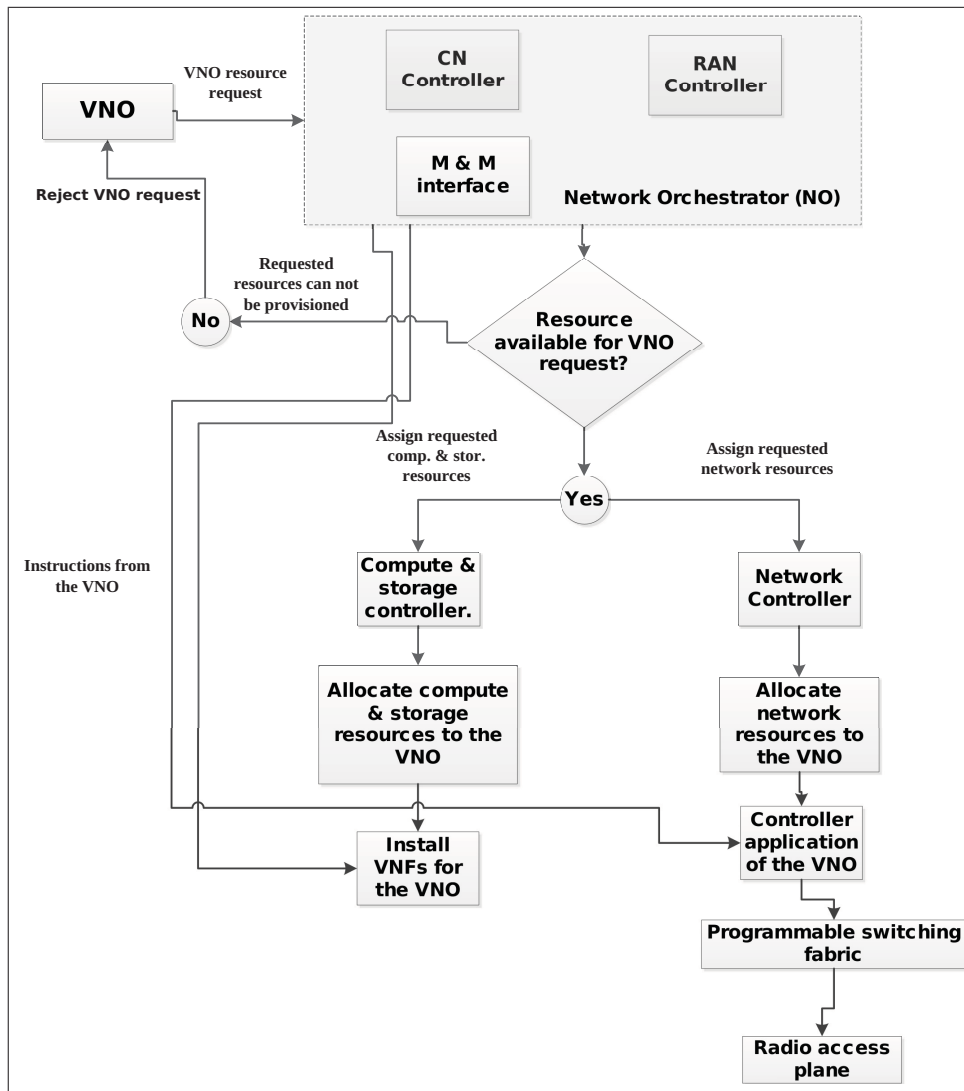 CN
Controller
RAN
Controller
VNO resource
request
VNO
M & M
interface
Reject VNO request
Network Orchestrator (NO)
Requested
resources can not
be provisioned
No
Resource
available for VNO
request?
Assign requested
comp. & stor.
resources
Assign requested
network resources
Yes
Instructions from
the VNO
Compute &
storage
controller.
Network
Controller
Allocate compute
& storage
resources to the
VNO
Allocate
network
resources to
the VNO
Install
VNFs for
the VNO
Controller
application
of the VNO
Programmable switching
fabric
Radio access
plane